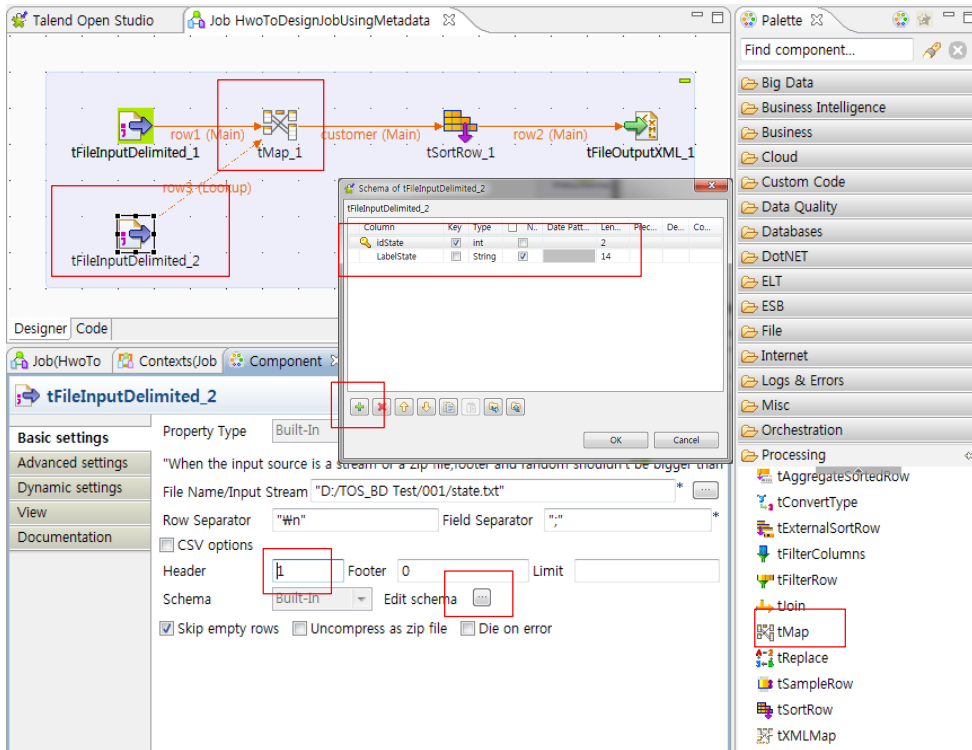 Talend Open Studio
Job HwoToDesignJobUsingMetadata
row1 (Main)
customer (Main)
row2 (Main)
tFileInputDelimited_1
tMap_1
tSortRow_1
tFileOutputXML_1
row3 (Lookup)
tFileInputDelimited_2
Schema of tFileInputDelimited_2
tFileInputDelimited_2
Column Key Type N.. Date Patt... Len... Prec... De... Co...
idState int 2
LabelState String 14
OK Cancel
Designer Code
Job(HwoTo Contexts(Job Component
tFileInputDelimited_2
Basic settings
Advanced settings
Dynamic settings
View
Documentation
Property Type Built-In
"When the input source is a stream or a zip file,footer and random shouldn't be bigger than
File Name/Input Stream "D:/TOS_BD Test/001/state.txt" * ...
Row Separator "₩n" Field Separator ";" *
CSV options
Header 1 Footer 0 Limit
Schema Built-In Edit schema ...
Skip empty rows Uncompress as zip file Die on error
Palette
Find component...
Big Data
Business Intelligence
Business
Cloud
Custom Code
Data Quality
Databases
DotNET
ELT
ESB
File
Internet
Logs & Errors
Misc
Orchestration
Processing
tAggregateSortedRow
tConvertType
tExternalSortRow
tFilterColumns
tFilterRow
tJoin
tMap
tReplace
tSampleRow
tSortRow
tXMLMap